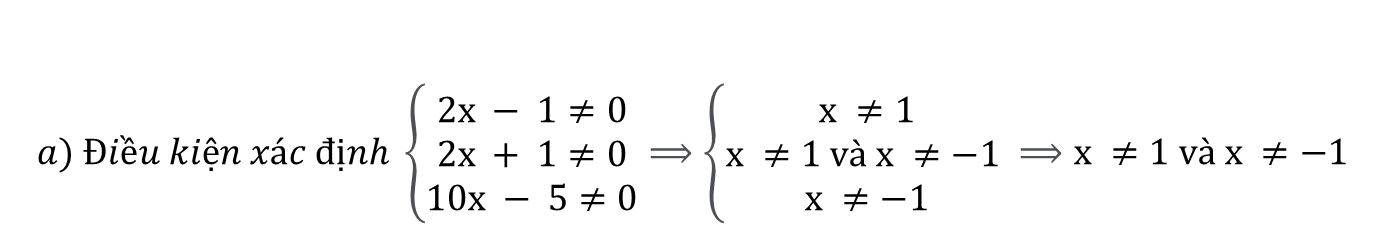 2x − 1 ≠ 0 x ≠ 1
a) Điều kiện xác định { 2x + 1 ≠ 0 ⟹ { x ≠ 1 và x ≠ −1 ⟹ x ≠ 1 và x ≠ −1
10x − 5 ≠ 0 x ≠ −1